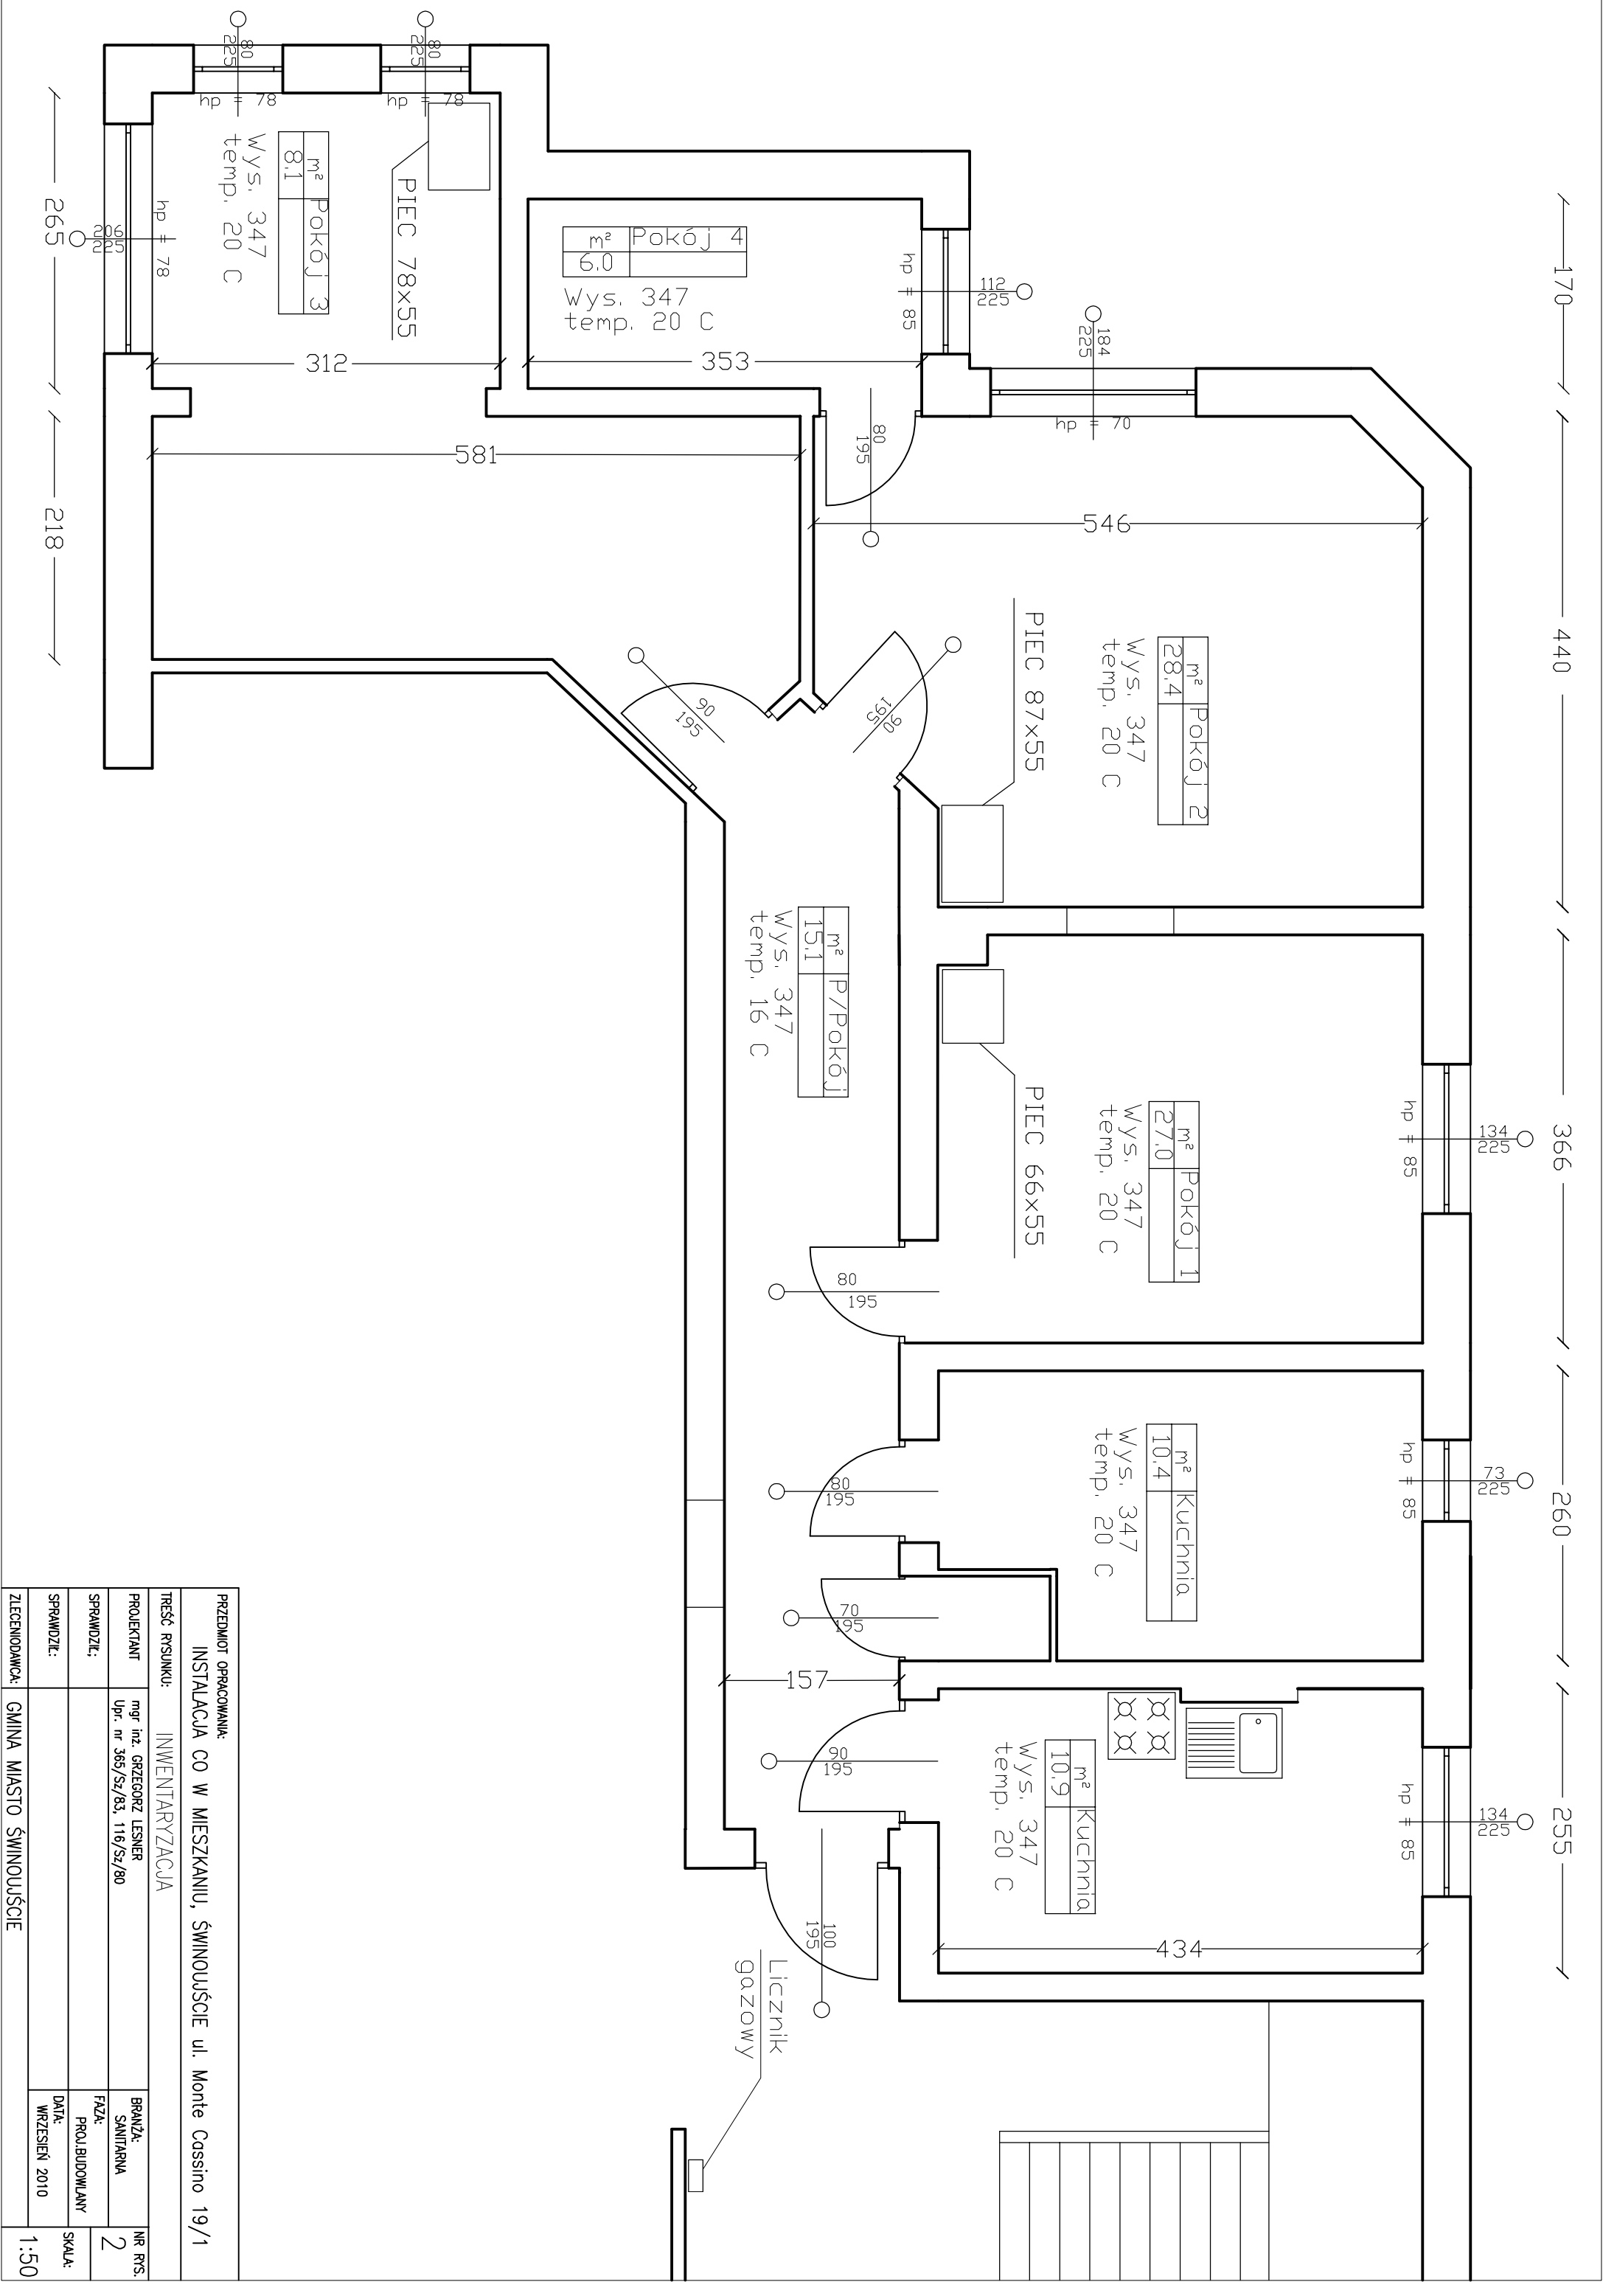 80
225
hp = 78
80
225
hp = 78
206
225
hp = 78
m²
Pokój 3
8,1
Wys. 347
temp. 20 C
PIEC 78x55
312
265
218
581
m²
Pokój 4
6.0
Wys. 347
temp. 20 C
353
112
225
hp = 85
184
225
hp = 70
170
440
366
260
255
80
195
546
m²
Pokój 2
28,4
Wys. 347
temp. 20 C
PIEC 87x55
90
195
90
195
m²
P/Pokój
15,1
Wys. 347
temp. 16 C
m²
Pokój 1
27,0
Wys. 347
temp. 20 C
PIEC 66x55
134
225
hp = 85
80
195
m²
Kuchnia
10,4
Wys. 347
temp. 20 C
73
225
hp = 85
80
195
70
195
157
90
195
m²
Kuchnia
10,9
Wys. 347
temp. 20 C
134
225
hp = 85
434
100
195
Licznik
gazowy
PRZEDMIOT OPRACOWANIA:
INSTALACJA CO W MIESZKANIU, ŚWINOUJŚCIE ul. Monte Cassino 19/1
TREŚĆ RYSUNKU: INWENTARYZACJA
PROJEKTANT
mgr inż. GRZEGORZ LESNER
Upr. nr 365/Sz/83, 116/Sz/80
BRANŻA:
SANITARNA
NR RYS.
2
SPRAWDZIŁ;
FAZA:
PROJ.BUDOWLANY
SPRAWDZIŁ:
DATA:
WRZESIEŃ 2010
SKALA:
1:50
ZLECENIODAWCA: GMINA MIASTO ŚWINOUJŚCIE